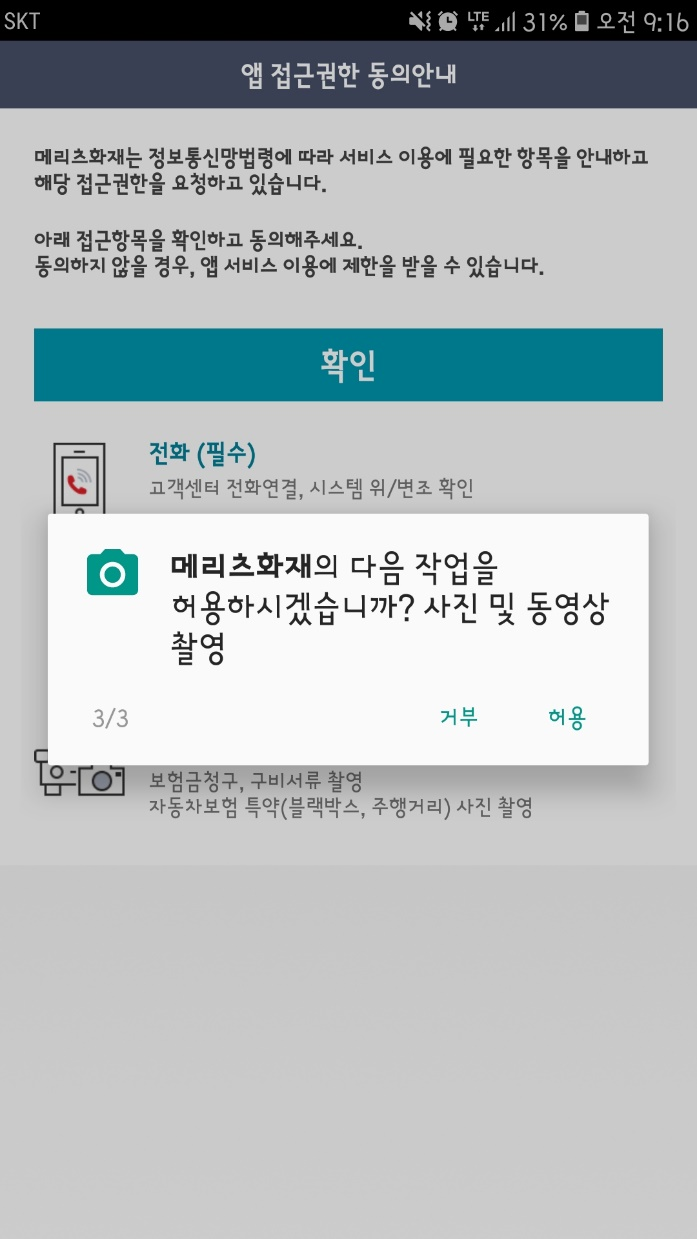 SKT
LTE 31% 오전 9:16
앱 접근권한 동의안내
메리츠화재는 정보통신망법령에 따라 서비스 이용에 필요한 항목을 안내하고
해당 접근권한을 요청하고 있습니다.
아래 접근항목을 확인하고 동의해주세요.
동의하지 않을 경우, 앱 서비스 이용에 제한을 받을 수 있습니다.
확인
전화 (필수)
고객센터 전화연결, 시스템 위/변조 확인
메리츠화재의 다음 작업을
허용하시겠습니까? 사진 및 동영상
촬영
3/3
거부
허용
보험금청구, 구비서류 촬영
자동차보험 특약(블랙박스, 주행거리) 사진 촬영